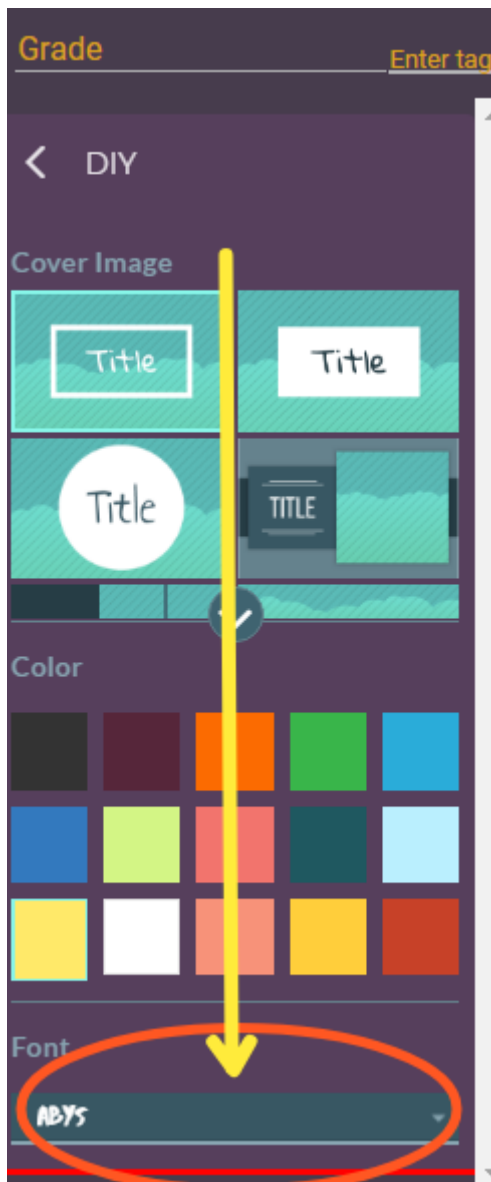 Grade
Enter tag
DIY
Cover Image
Title
Title
Title
TITLE
Color
Font
ABYS